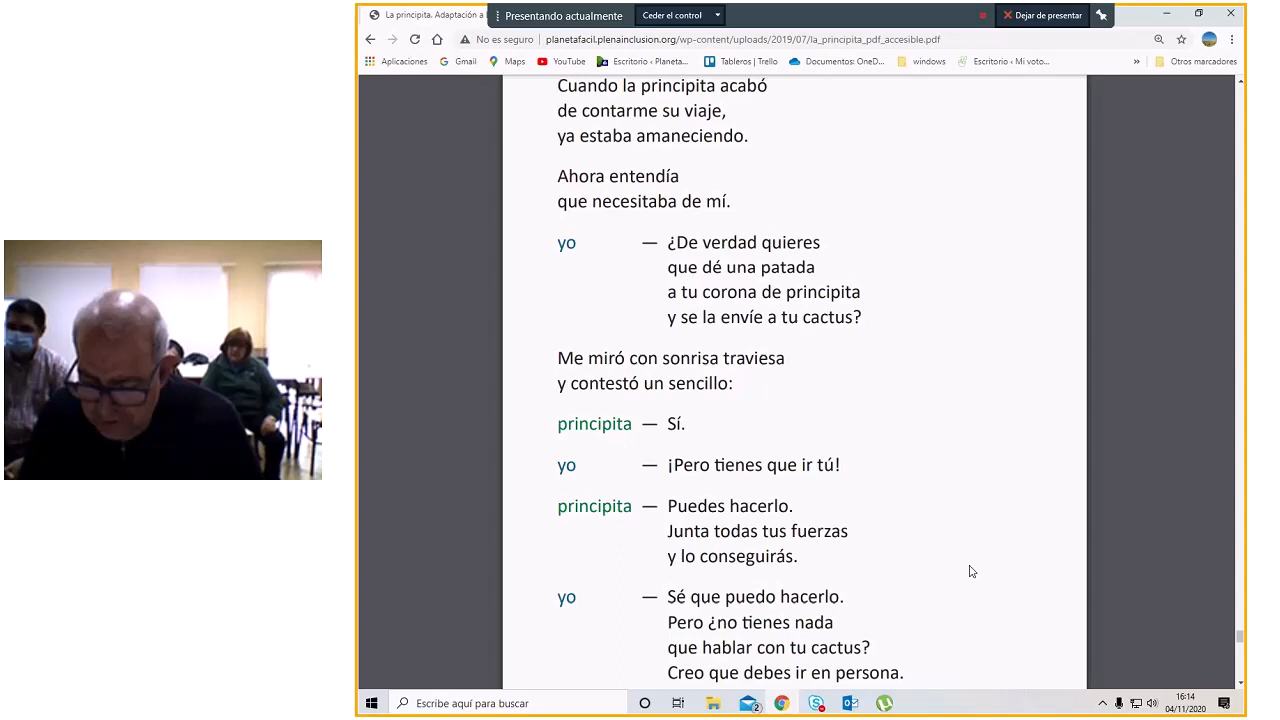 La principita. Adaptación a l
Presentando actualmente
Ceder el control
Dejar de presentar
No es seguro
planetafacil.plenainclusion.org/wp-content/uploads/2019/07/la_principita_pdf_accesible.pdf
Aplicaciones
Gmail
Maps
YouTube
Escritorio ‹ Planeta...
Tableros | Trello
Documentos: OneD...
windows
Escritorio ‹ Mi voto...
»
Otros marcadores
Cuando la principita acabó
de contarme su viaje,
ya estaba amaneciendo.
Ahora entendía
que necesitaba de mí.
yo — ¿De verdad quieres
que dé una patada
a tu corona de principita
y se la envíe a tu cactus?
Me miró con sonrisa traviesa
y contestó un sencillo:
principita — Sí.
yo — ¡Pero tienes que ir tú!
principita — Puedes hacerlo.
Junta todas tus fuerzas
y lo conseguirás.
yo — Sé que puedo hacerlo.
Pero ¿no tienes nada
que hablar con tu cactus?
Creo que debes ir en persona.
Escribe aquí para buscar
2
16:14
04/11/2020